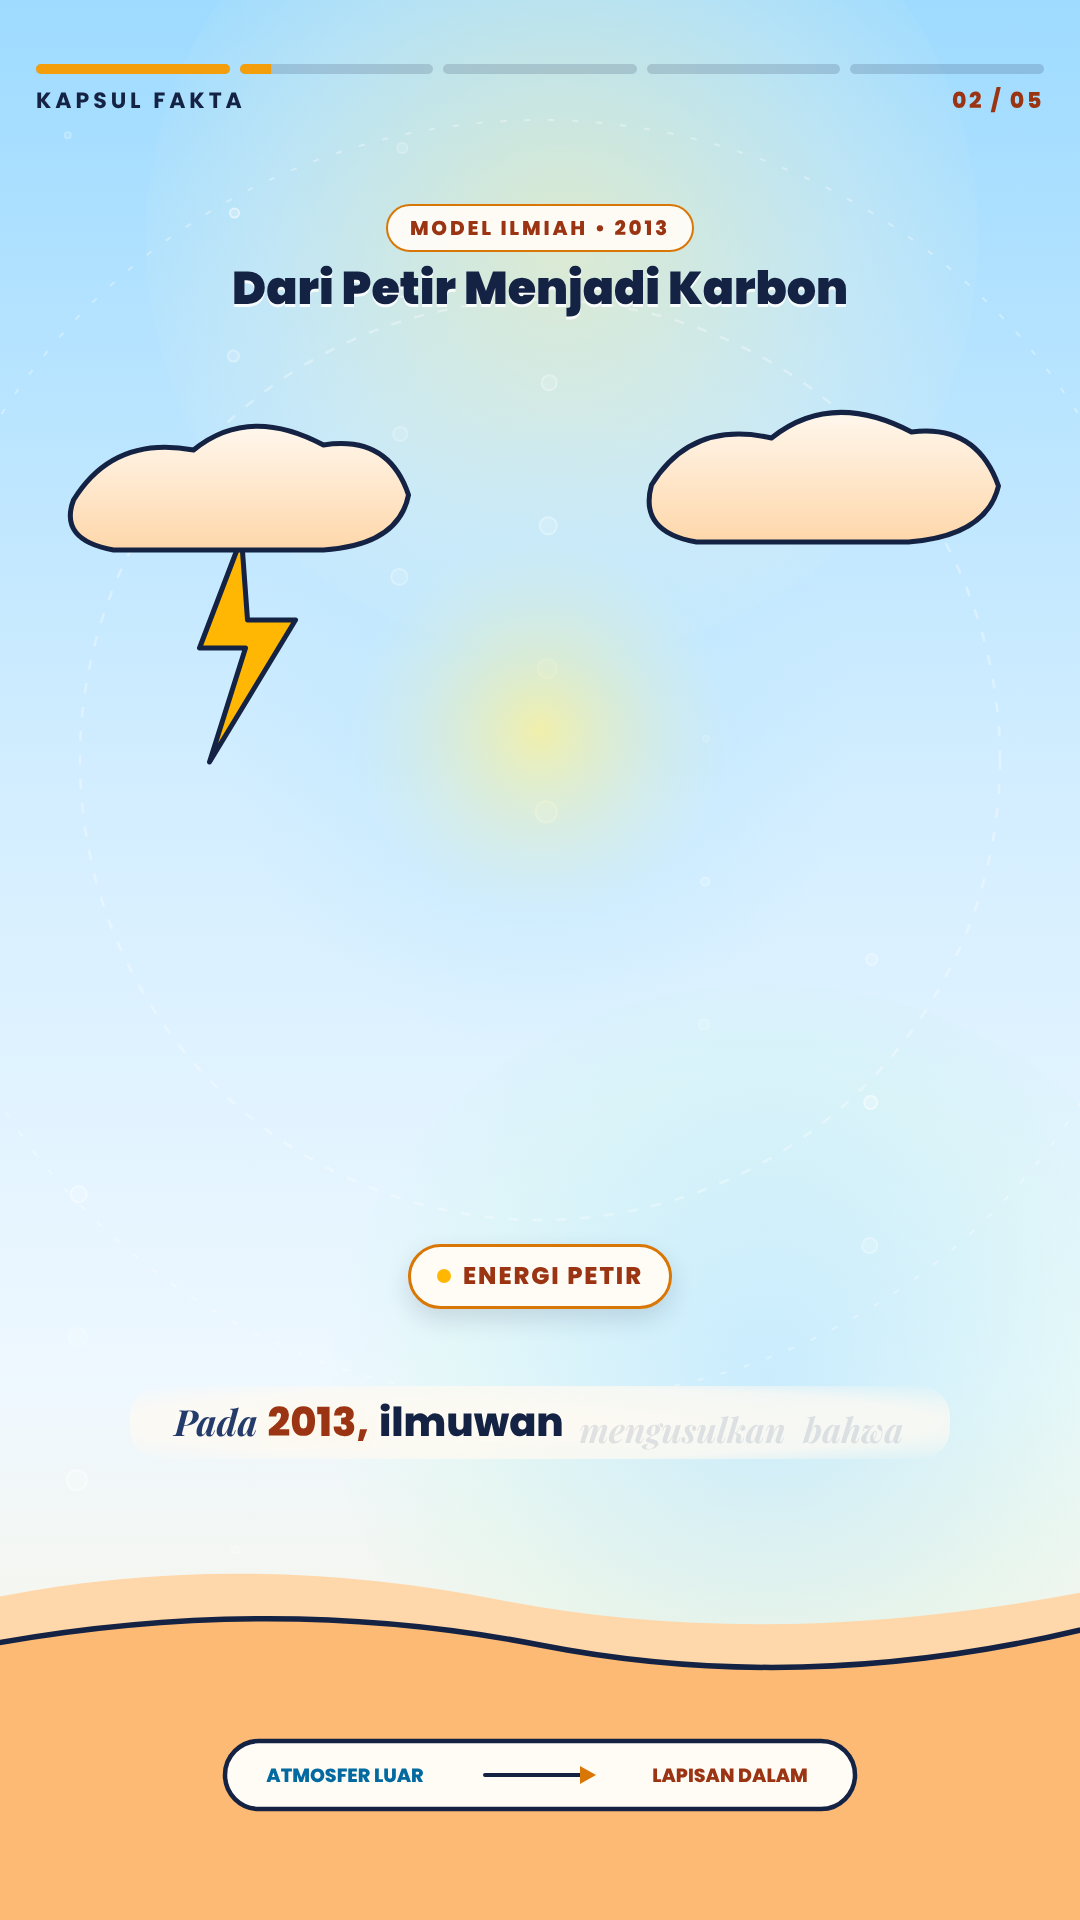 KAPSUL FAKTA
02 / 05
MODEL ILMIAH • 2013
Dari Petir Menjadi Karbon
ENERGI PETIR
Pada 2013, ilmuwan mengusulkan bahwa
ATMOSFER LUAR
LAPISAN DALAM